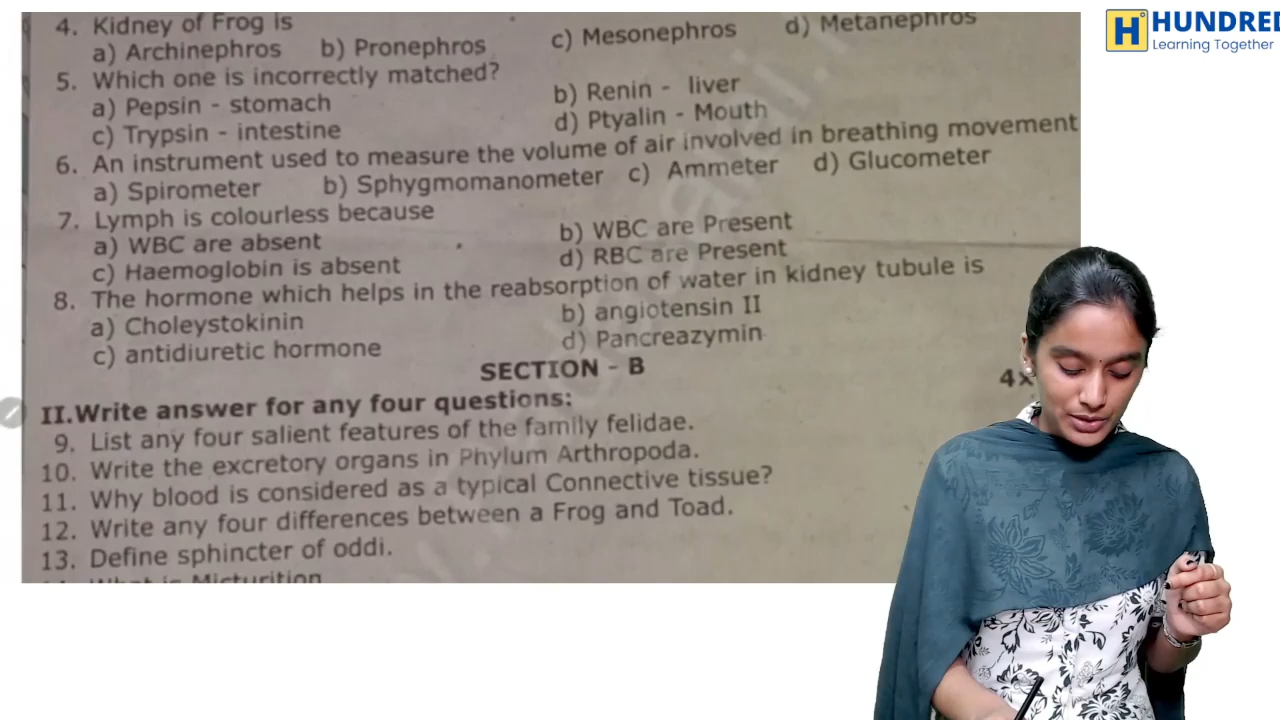 HUNDRED
Learning Together
4. Kidney of Frog is
a) Archinephros b) Pronephros c) Mesonephros d) Metanephros
5. Which one is incorrectly matched?
a) Pepsin - stomach b) Renin - liver
c) Trypsin - intestine d) Ptyalin - Mouth
6. An instrument used to measure the volume of air involved in breathing movement
a) Spirometer b) Sphygmomanometer c) Ammeter d) Glucometer
7. Lymph is colourless because
a) WBC are absent b) WBC are Present
c) Haemoglobin is absent d) RBC are Present
8. The hormone which helps in the reabsorption of water in kidney tubule is
a) Choleystokinin b) angiotensin II
c) antidiuretic hormone d) Pancreazymin
SECTION - B
4x
II.Write answer for any four questions:
9. List any four salient features of the family felidae.
10. Write the excretory organs in Phylum Arthropoda.
11. Why blood is considered as a typical Connective tissue?
12. Write any four differences between a Frog and Toad.
13. Define sphincter of oddi.
What is Micturition